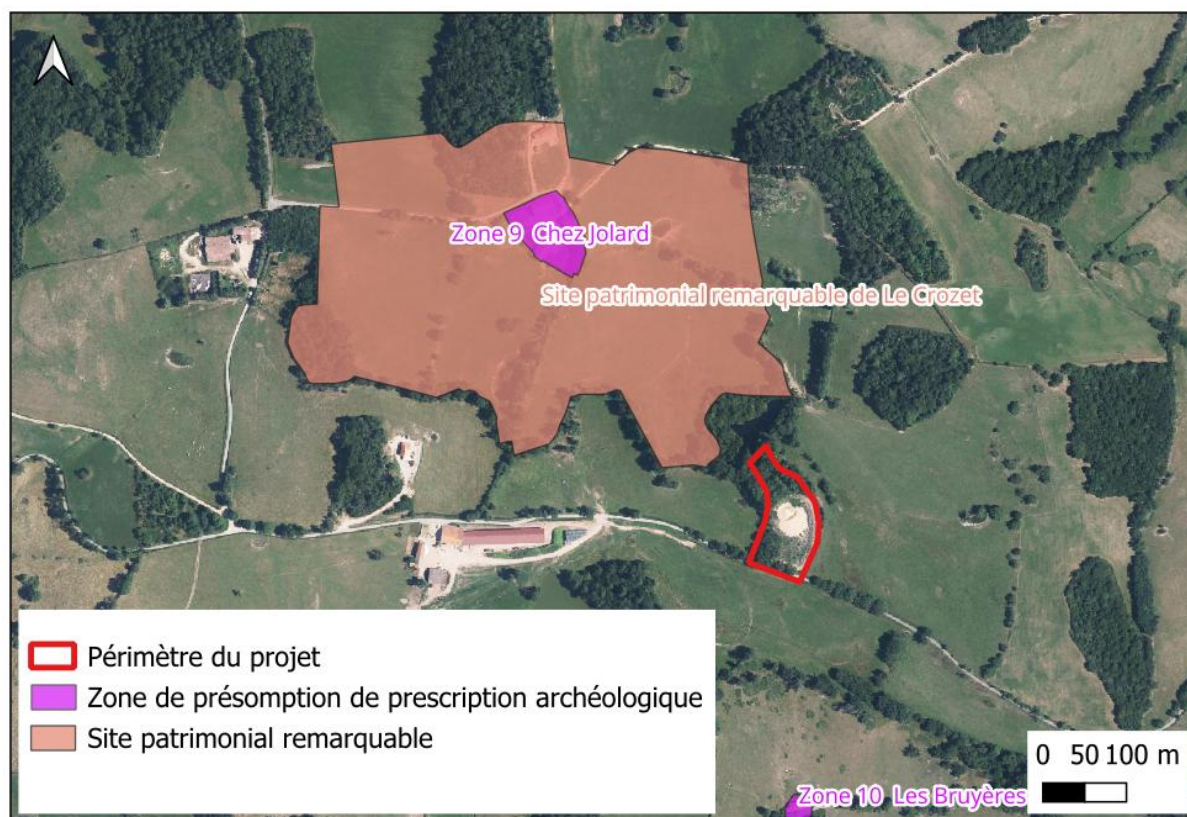 Zone 9 Chez Jolard
Site patrimonial remarquable de Le Crozet
Périmètre du projet
Zone de présomption de prescription archéologique
Site patrimonial remarquable
0 50 100 m
Zone 10 Les Bruyères